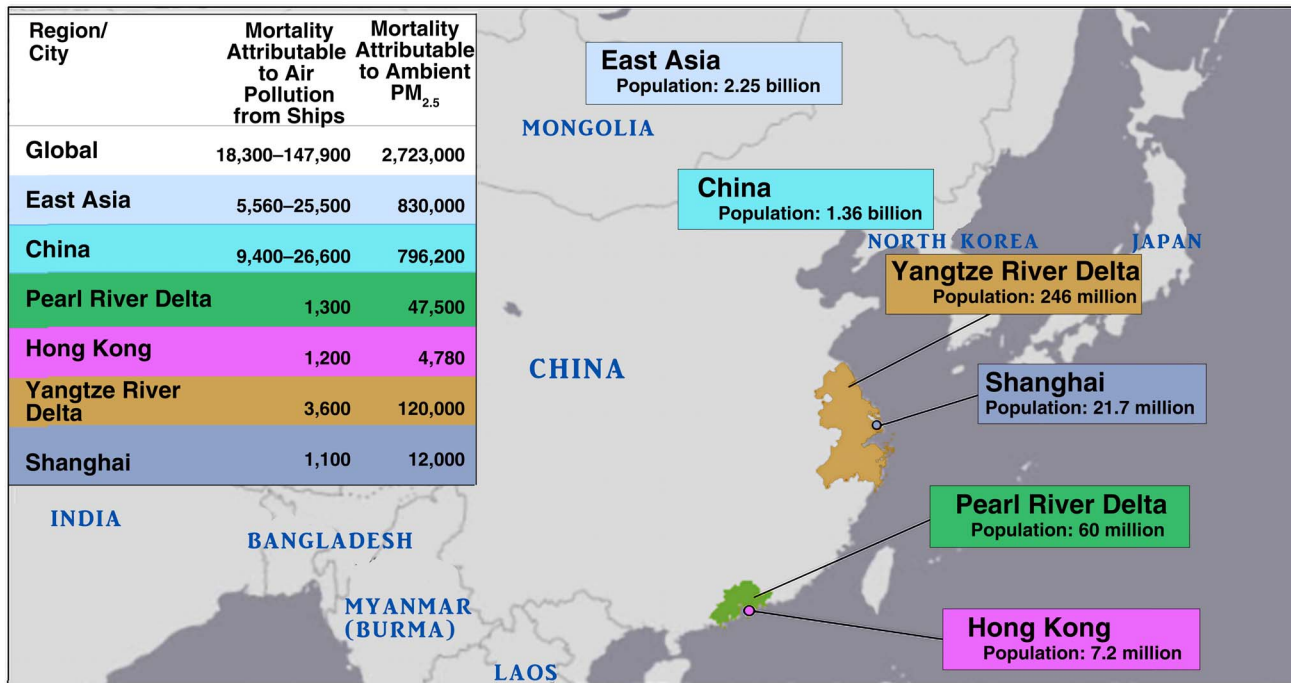 Region/
City
Mortality
Attributable
to Air
Pollution
from Ships
Mortality
Attributable
to Ambient
PM2.5
Global 18,300–147,900 2,723,000
East Asia 5,560–25,500 830,000
China 9,400–26,600 796,200
Pearl River Delta 1,300 47,500
Hong Kong 1,200 4,780
Yangtze River
Delta 3,600 120,000
Shanghai 1,100 12,000
East Asia
Population: 2.25 billion
MONGOLIA
China
Population: 1.36 billion
NORTH KOREA
JAPAN
Yangtze River Delta
Population: 246 million
CHINA
Shanghai
Population: 21.7 million
Pearl River Delta
Population: 60 million
INDIA
BANGLADESH
MYANMAR
(BURMA)
Hong Kong
Population: 7.2 million
LAOS